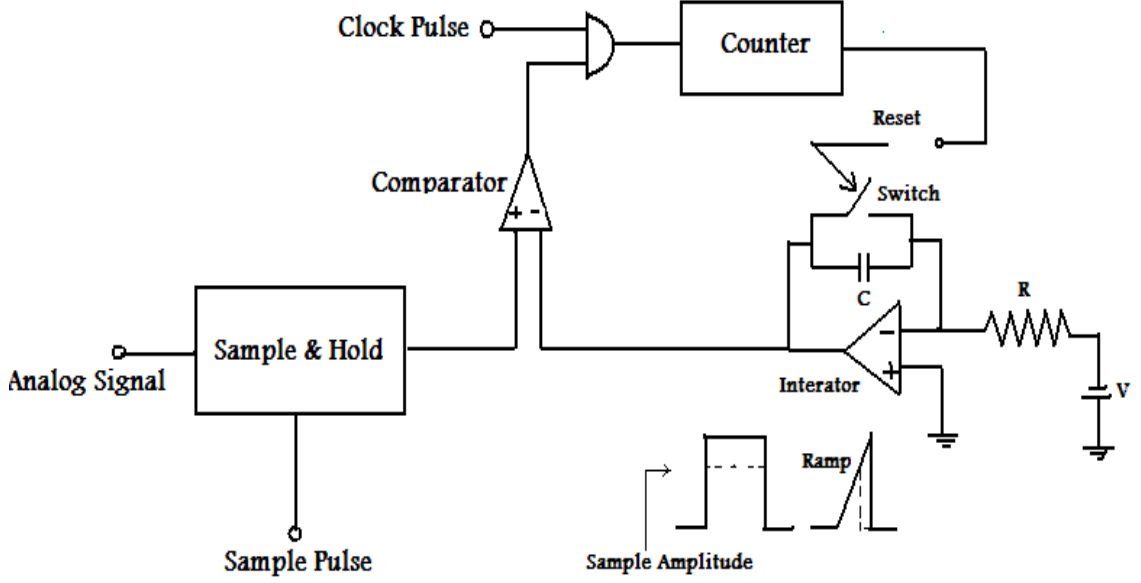 Clock Pulse
Counter
Reset
Comparator
Switch
+ -
C
R
Sample & Hold
-
+
Analog Signal
Interator
V
Ramp
Sample Pulse
Sample Amplitude